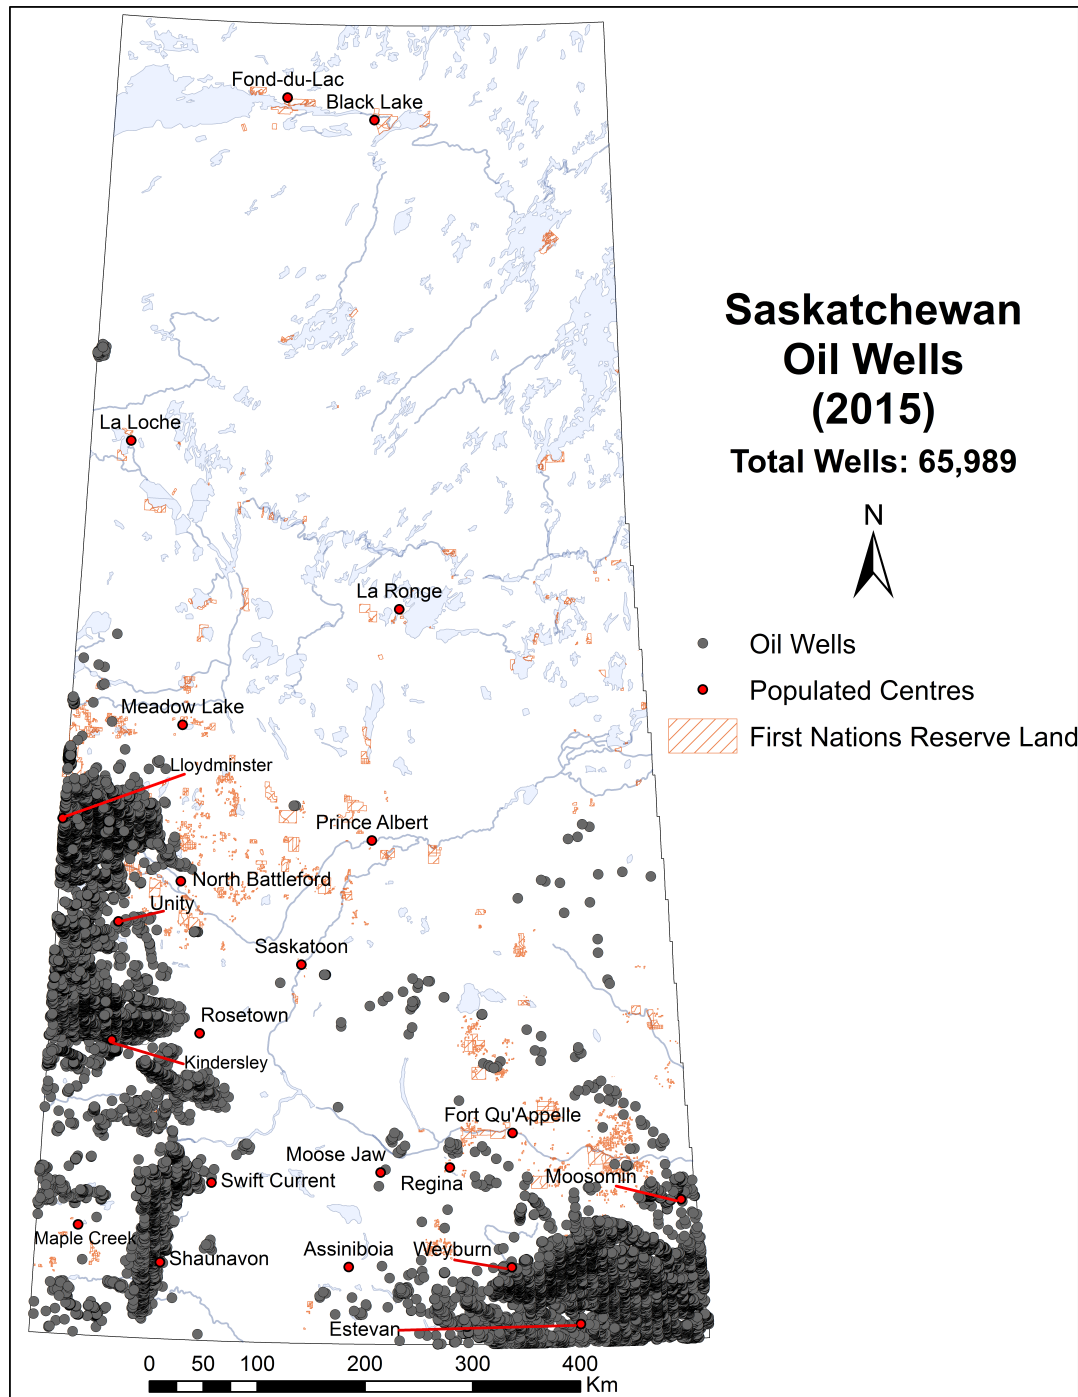 Fond-du-Lac
Black Lake
Saskatchewan
Oil Wells
(2015)
Total Wells: 65,989
N
La Loche
La Ronge
Oil Wells
Populated Centres
First Nations Reserve Land
Meadow Lake
Lloydminster
Prince Albert
North Battleford
Unity
Saskatoon
Rosetown
Kindersley
Fort Qu'Appelle
Moose Jaw
Regina
Moosomin
Swift Current
Maple Creek
Shaunavon
Assiniboia
Weyburn
Estevan
0 50 100 200 300 400
Km